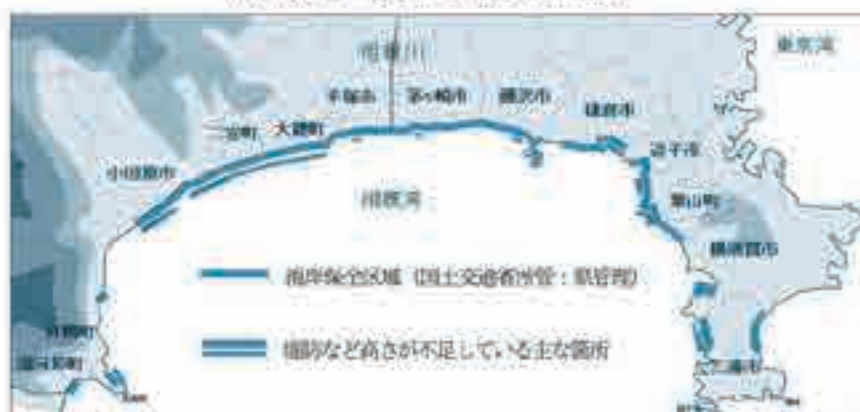 相模川
東京湾
平塚市 茅ヶ崎市 藤沢市
鎌倉市
二宮町 大磯町
逗子市
小田原市
葉山町
相模湾
横須賀市
海岸保全区域（国土交通省所管：県管理）
堤防など高さが不足している主な箇所
真鶴町
湯河原町
三浦市